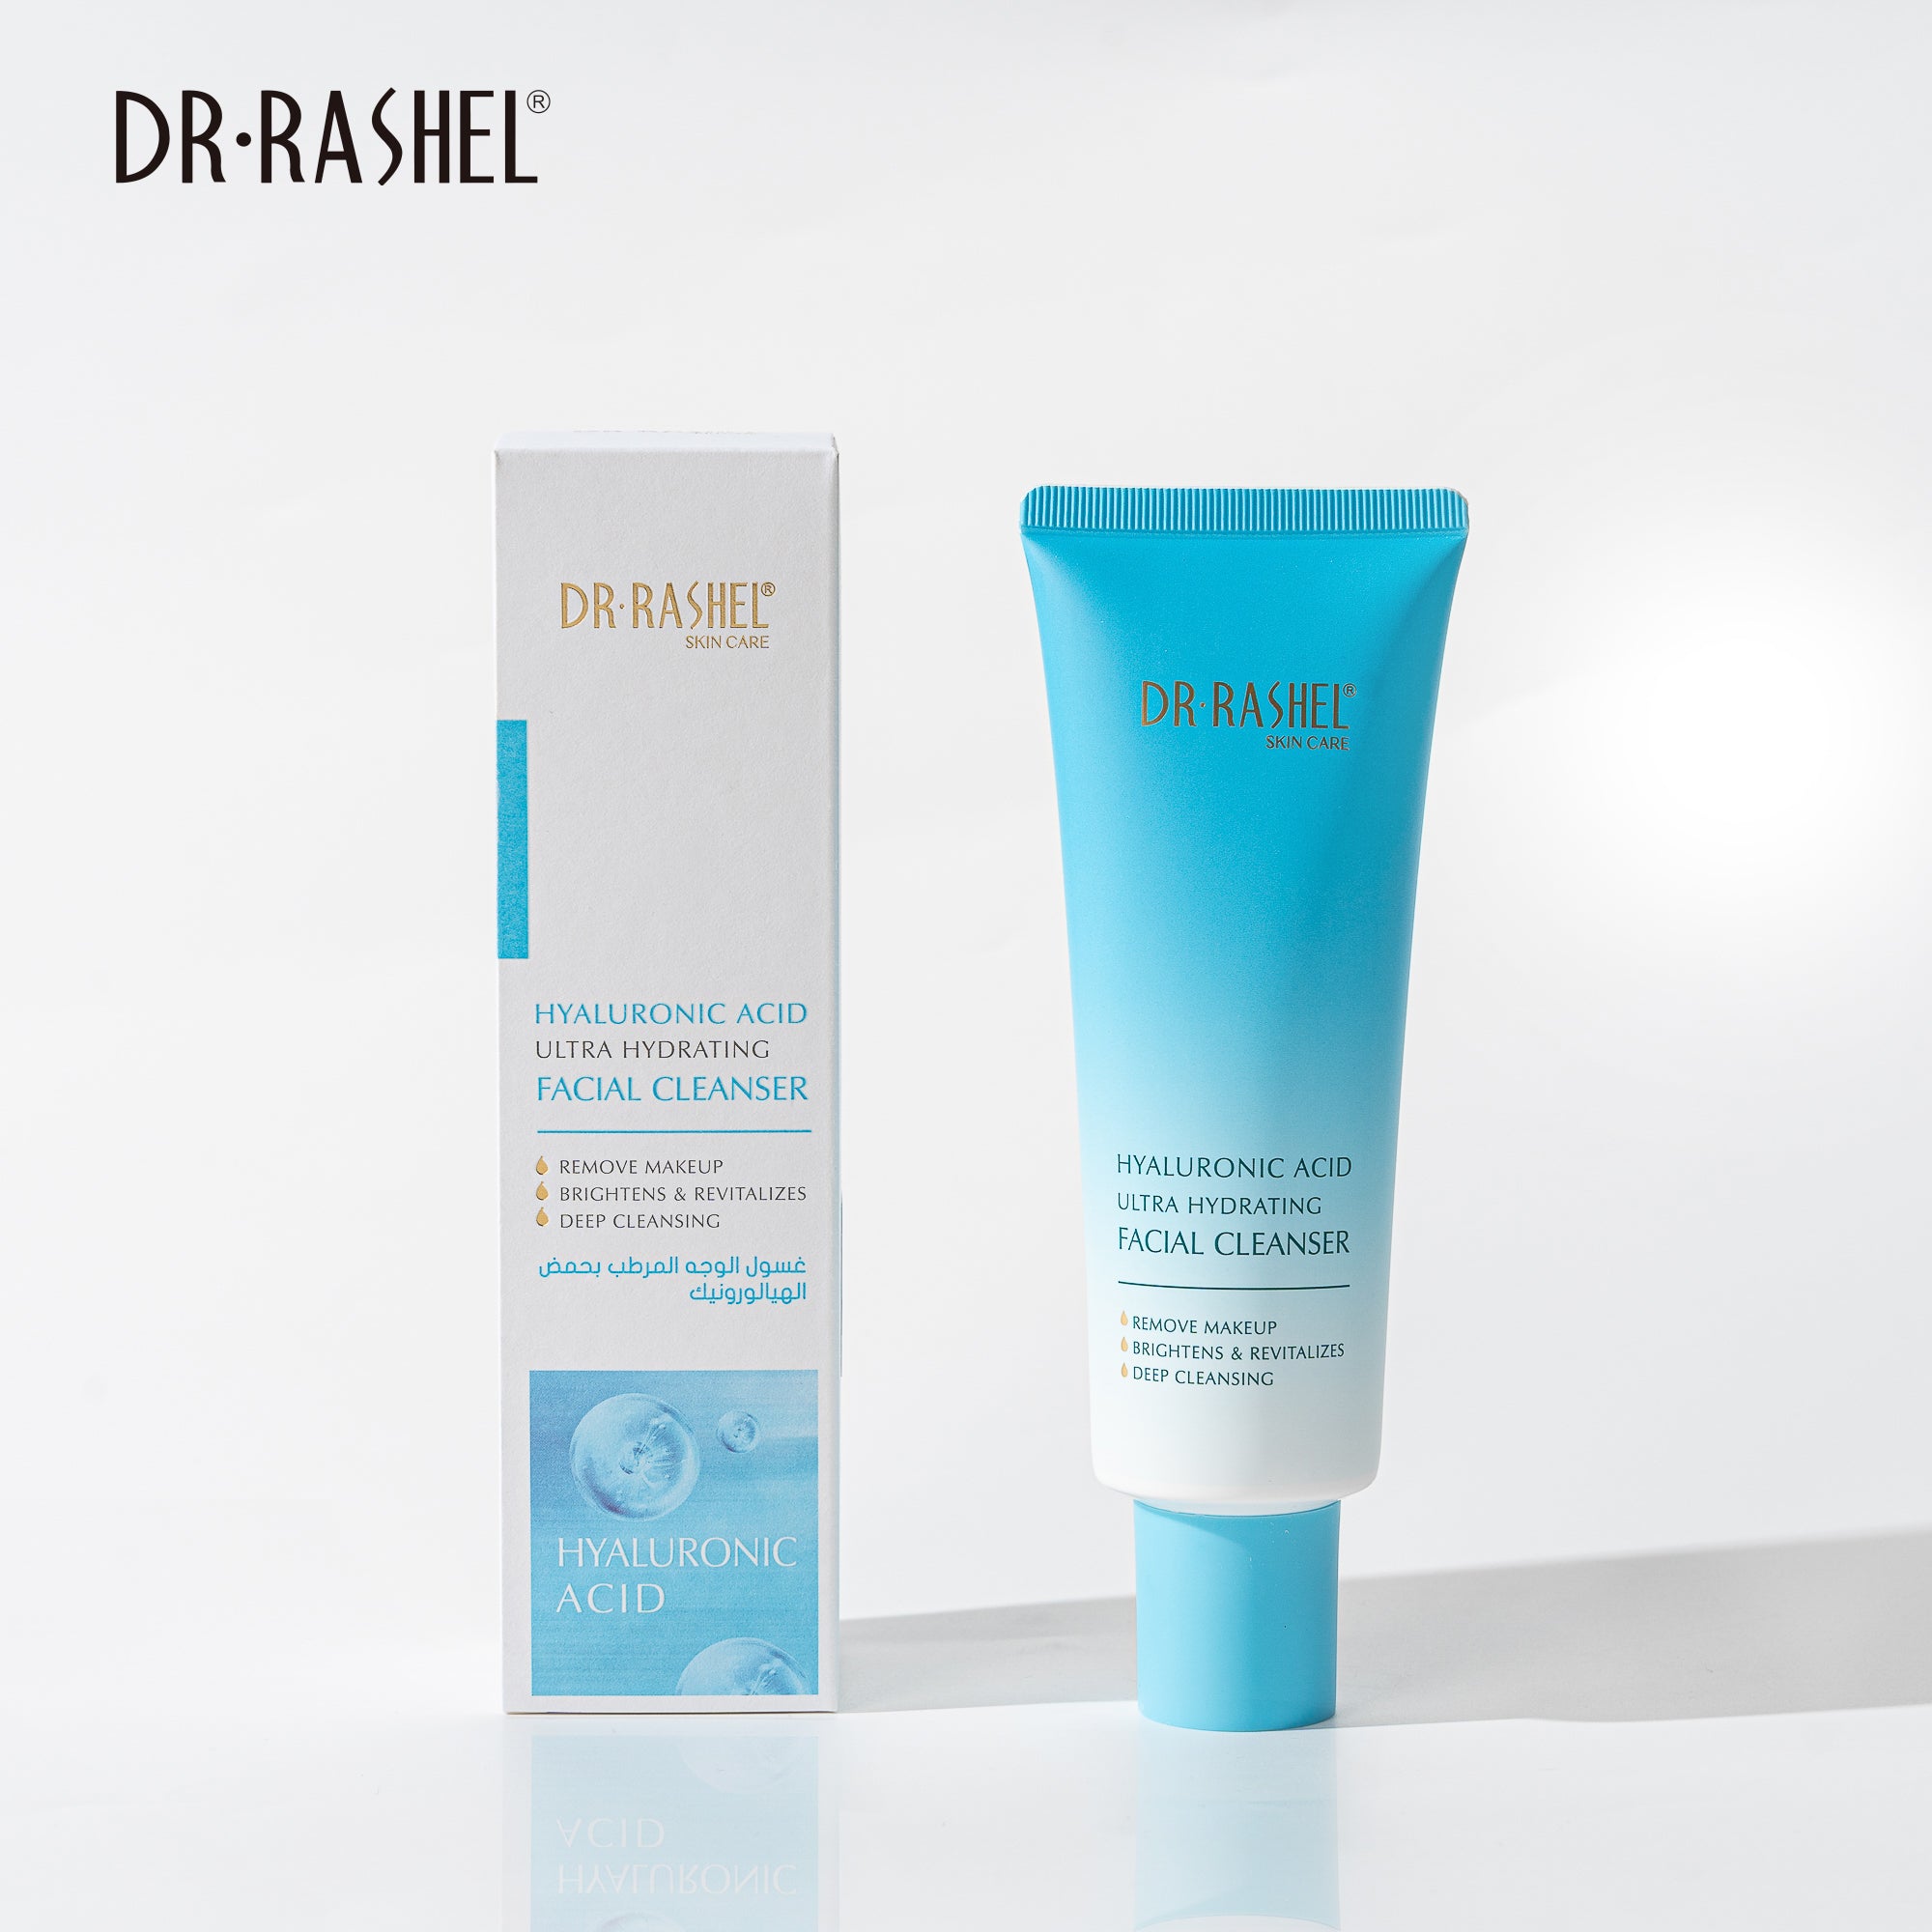 DR·RASHEL®
DR·RASHEL®
SKIN CARE
HYALURONIC ACID
ULTRA HYDRATING
FACIAL CLEANSER
REMOVE MAKEUP
BRIGHTENS & REVITALIZES
DEEP CLEANSING
غسول الوجه المرطب بحمض
الهيالورونيك
HYALURONIC
ACID
DR·RASHEL®
SKIN CARE
HYALURONIC ACID
ULTRA HYDRATING
FACIAL CLEANSER
REMOVE MAKEUP
BRIGHTENS & REVITALIZES
DEEP CLEANSING